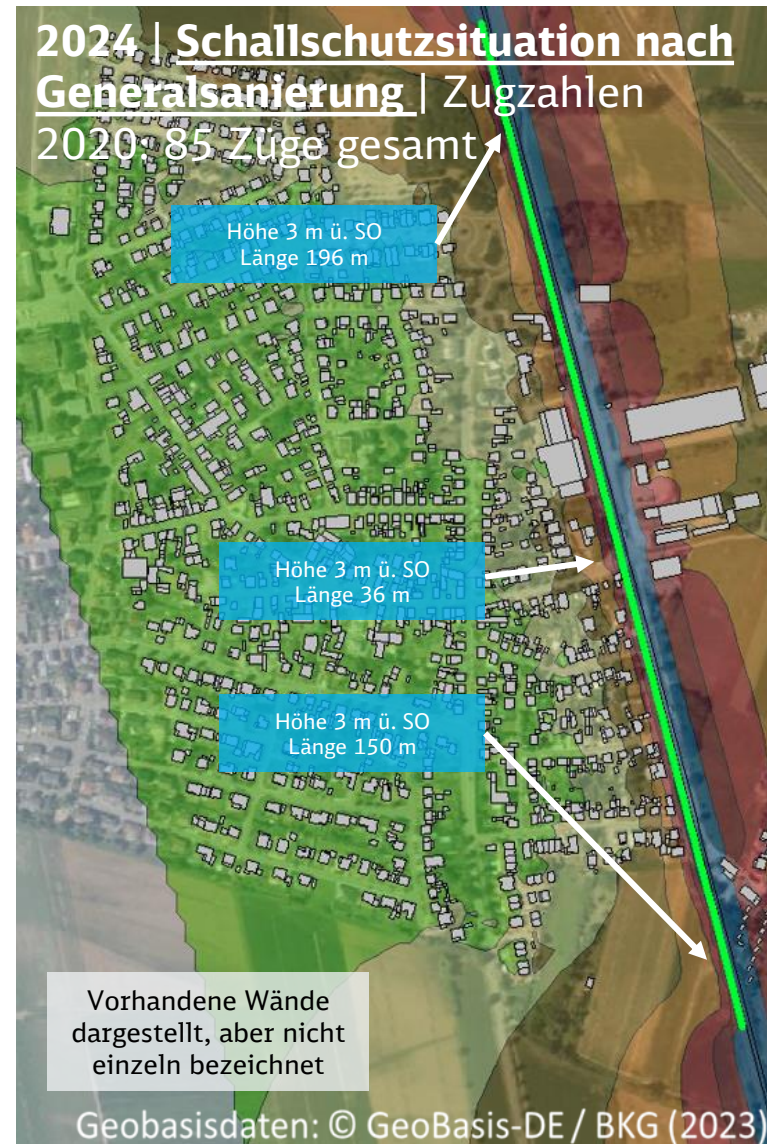 2024 | Schallschutzsituation nach
Generalsanierung | Zugzahlen
2020, 85 Züge gesamt
Höhe 3 m ü. SO
Länge 196 m
Höhe 3 m ü. SO
Länge 36 m
Höhe 3 m ü. SO
Länge 150 m
Vorhandene Wände
dargestellt, aber nicht
einzeln bezeichnet
Geobasisdaten: © GeoBasis-DE / BKG (2023)